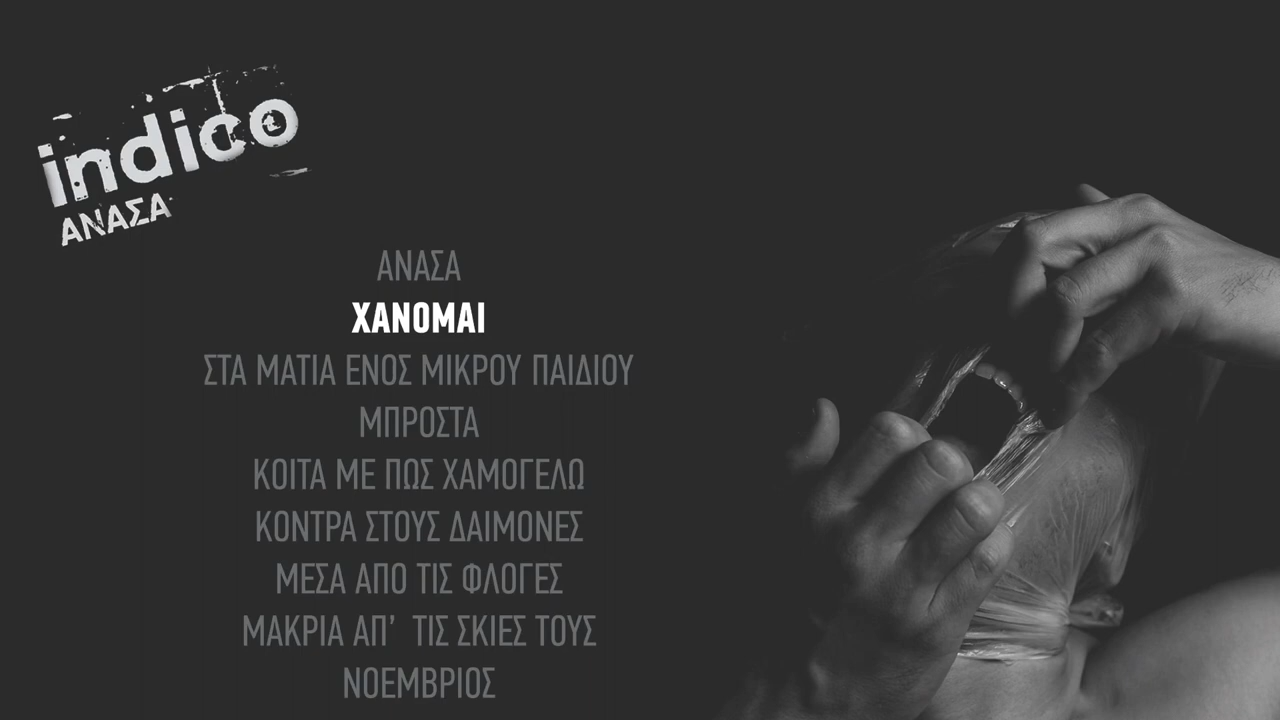 indico
ΑΝΑΣΑ
ΑΝΑΣΑ
ΧΑΝΟΜΑΙ
ΣΤΑ ΜΑΤΙΑ ΕΝΟΣ ΜΙΚΡΟΥ ΠΑΙΔΙΟΥ
ΜΠΡΟΣΤΑ
ΚΟΙΤΑ ΜΕ ΠΩΣ ΧΑΜΟΓΕΛΩ
ΚΟΝΤΡΑ ΣΤΟΥΣ ΔΑΙΜΟΝΕΣ
ΜΕΣΑ ΑΠΟ ΤΙΣ ΦΛΟΓΕΣ
ΜΑΚΡΙΑ ΑΠ’ ΤΙΣ ΣΚΙΕΣ ΤΟΥΣ
ΝΟΕΜΒΡΙΟΣ